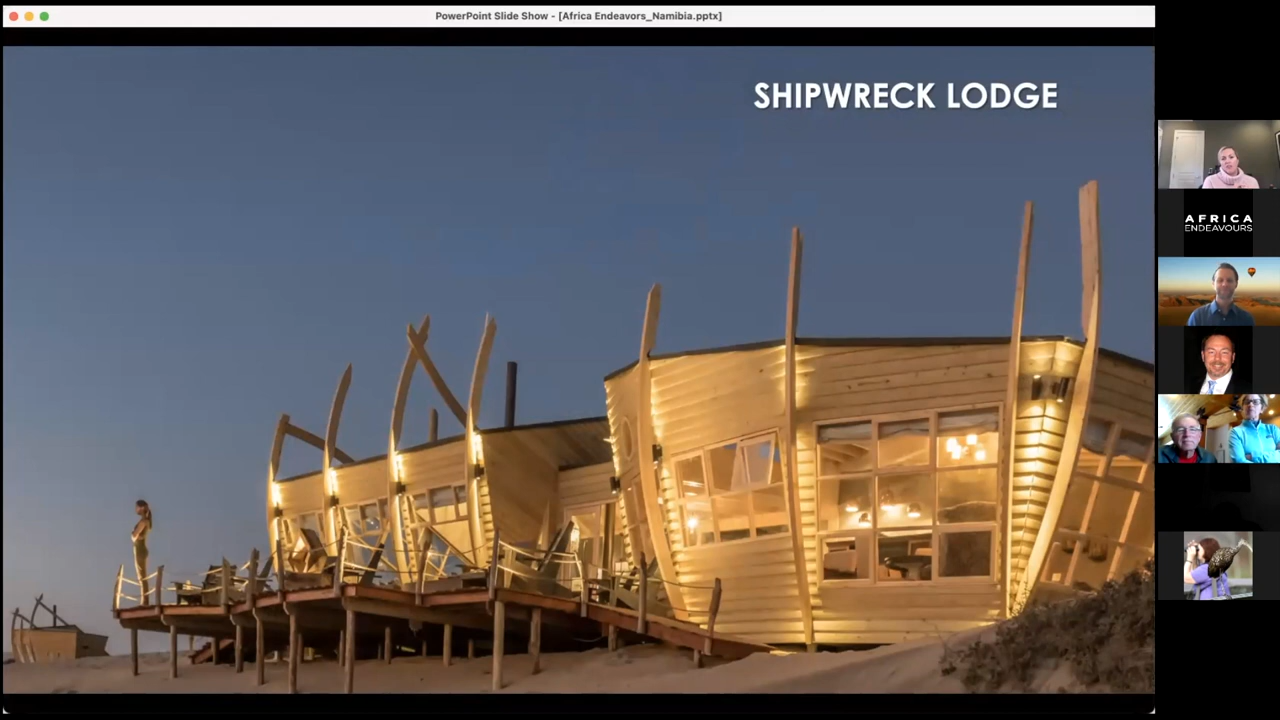 PowerPoint Slide Show - [Africa Endeavors_Namibia.pptx]
SHIPWRECK LODGE
AFRICA
ENDEAVOURS